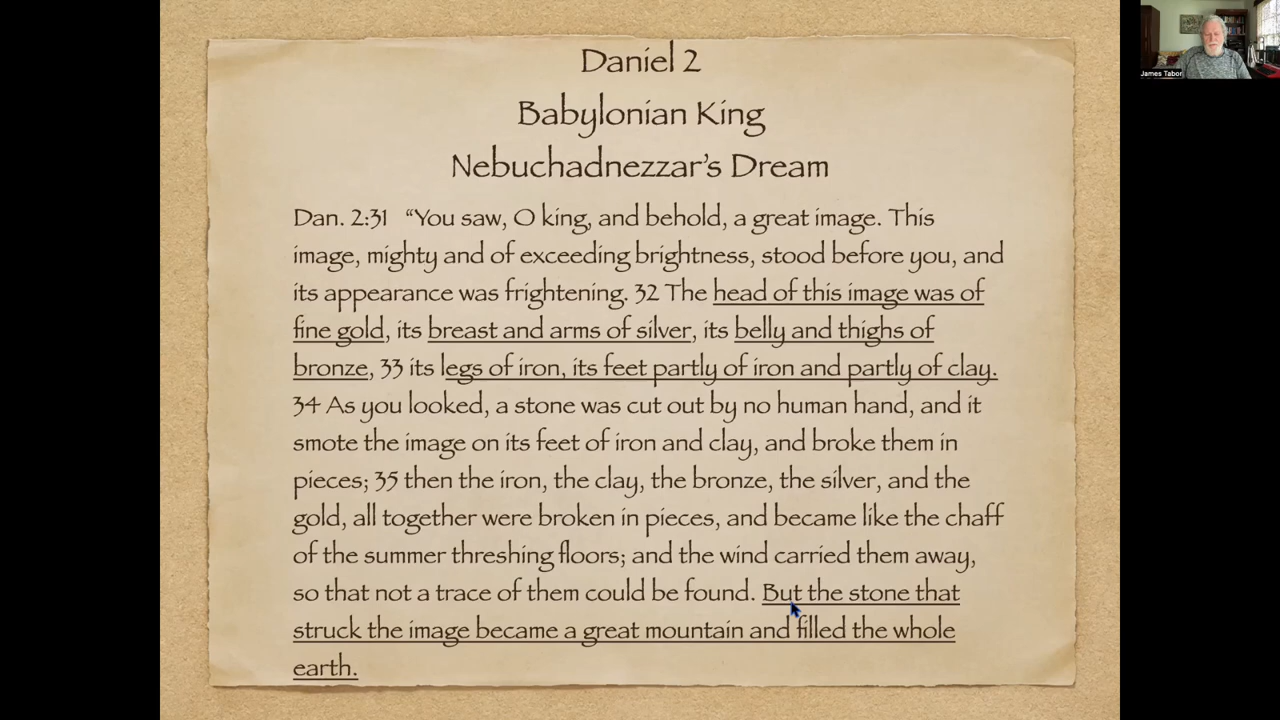 Daniel 2
Babylonian King
Nebuchadnezzar's Dream
Dan. 2:31 “You saw, O king, and behold, a great image. This
image, mighty and of exceeding brightness, stood before you, and
its appearance was frightening. 32 The head of this image was of
fine gold, its breast and arms of silver, its belly and thighs of
bronze, 33 its legs of iron, its feet partly of iron and partly of clay.
34 As you looked, a stone was cut out by no human hand, and it
smote the image on its feet of iron and clay, and broke them in
pieces; 35 then the iron, the clay, the bronze, the silver, and the
gold, all together were broken in pieces, and became like the chaff
of the summer threshing floors; and the wind carried them away,
so that not a trace of them could be found. But the stone that
struck the image became a great mountain and filled the whole
earth.
James Tabor